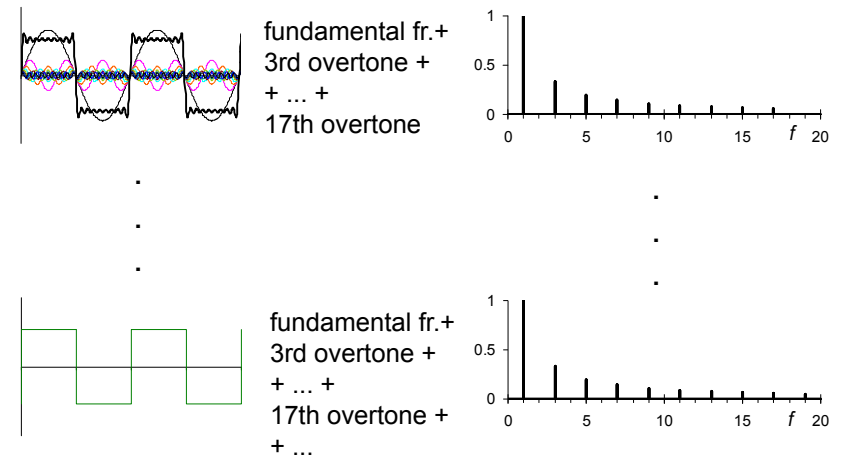 fundamental fr.+
3rd overtone +
+ ... +
17th overtone
1
0.5
0
0 5 10 15 f 20
.
.
.
.
.
.
fundamental fr.+
3rd overtone +
+ ... +
17th overtone +
+ ...
1
0.5
0
0 5 10 15 f 20